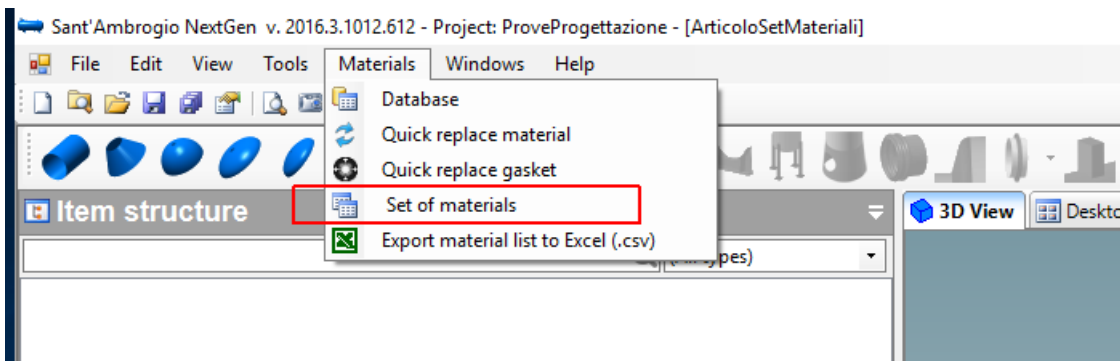 Sant'Ambrogio NextGen v. 2016.3.1012.612 - Project: ProveProgettazione - [ArticoloSetMateriali]
File Edit View Tools Materials Windows Help
Database
Quick replace material
Quick replace gasket
Set of materials
Export material list to Excel (.csv)
Item structure
3D View